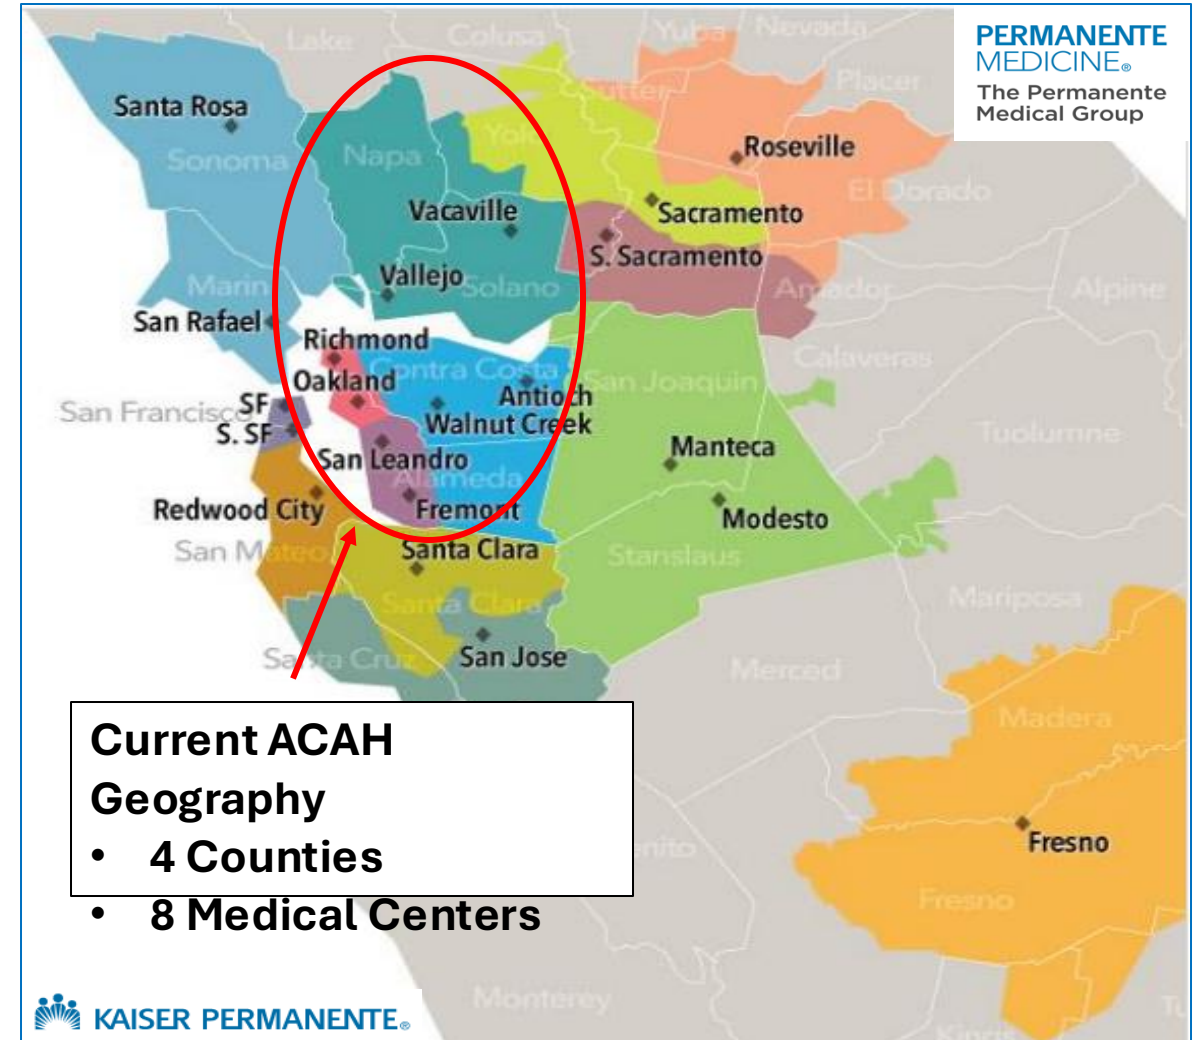 Lake
Colusa
Yuba
Nevada
PERMANENTE
MEDICINE®
The Permanente
Medical Group
Placer
Sutter
Santa Rosa
Sonoma
Napa
Yolo
Roseville
El Dorado
Vacaville
Sacramento
S. Sacramento
Vallejo
Solano
Marin
Amador
Alpine
San Rafael
Richmond
Contra Costa
Calaveras
Oakland
Antioch
San Joaquin
San Francisco
SF
S. SF
Walnut Creek
Tuolumne
San Leandro
Manteca
Alameda
Redwood City
Fremont
Modesto
San Mateo
Santa Clara
Stanslaus
Santa Clara
Mariposa
Santa Cruz
San Jose
Merced
Madera
Current ACAH
Geography
• 4 Counties
• 8 Medical Centers
enito
Fresno
Fresno
Monterey
KAISER PERMANENTE®
Kings